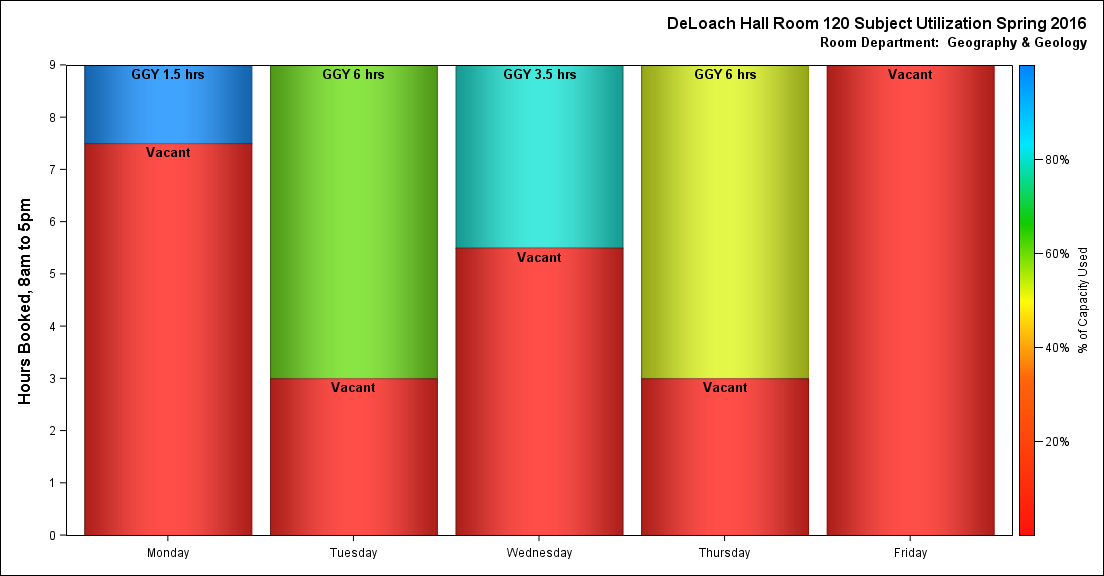 DeLoach Hall Room 120 Subject Utilization Spring 2016
Room Department:  Geography & Geology
Hours Booked, 8am to 5pm
9
8
7
6
5
4
3
2
1
0
GGY 1.5 hrs
Vacant
GGY 6 hrs
Vacant
GGY 3.5 hrs
Vacant
GGY 6 hrs
Vacant
Vacant
Monday
Tuesday
Wednesday
Thursday
Friday
80%
60%
40%
20%
% of Capacity Used